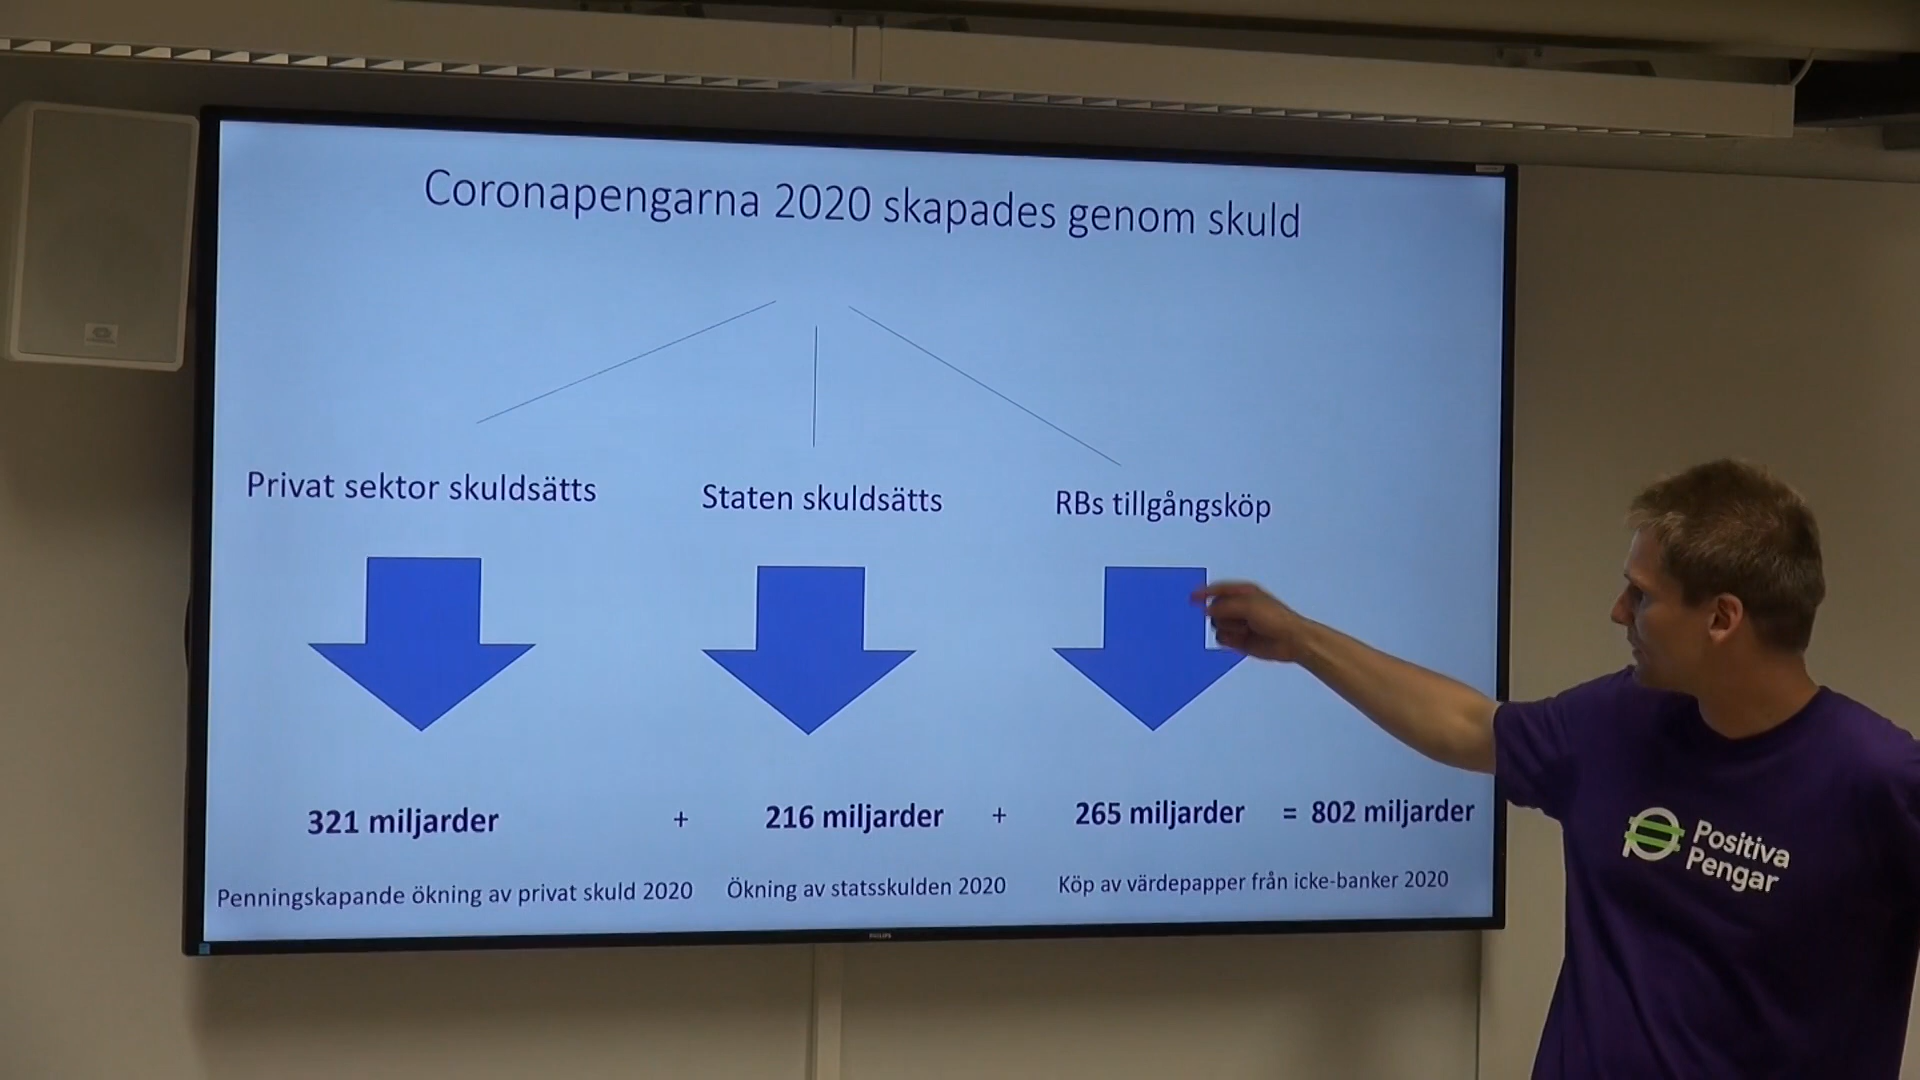 Coronapengarna 2020 skapades genom skuld
Privat sektor skuldsätts
Staten skuldsätts
RBs tillgångsköp
321 miljarder + 216 miljarder + 265 miljarder = 802 miljarder
Penningskapande ökning av privat skuld 2020
Ökning av statsskulden 2020
Köp av värdepapper från icke-banker 2020
Positiva
Pengar
PHILIPS